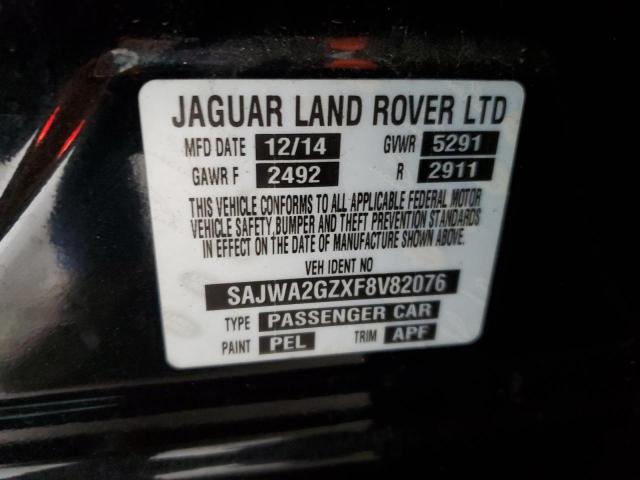 JAGUAR LAND ROVER LTD
MFD DATE 12/14 GVWR 5291
GAWR F 2492 R 2911
THIS VEHICLE CONFORMS TO ALL APPLICABLE FEDERAL MOTOR
VEHICLE SAFETY,BUMPER AND THEFT PREVENTION STANDARDS
IN EFFECT ON THE DATE OF MANUFACTURE SHOWN ABOVE.
VEH IDENT NO
SAJWA2GZXF8V82076
TYPE PASSENGER CAR
PAINT PEL TRIM APF